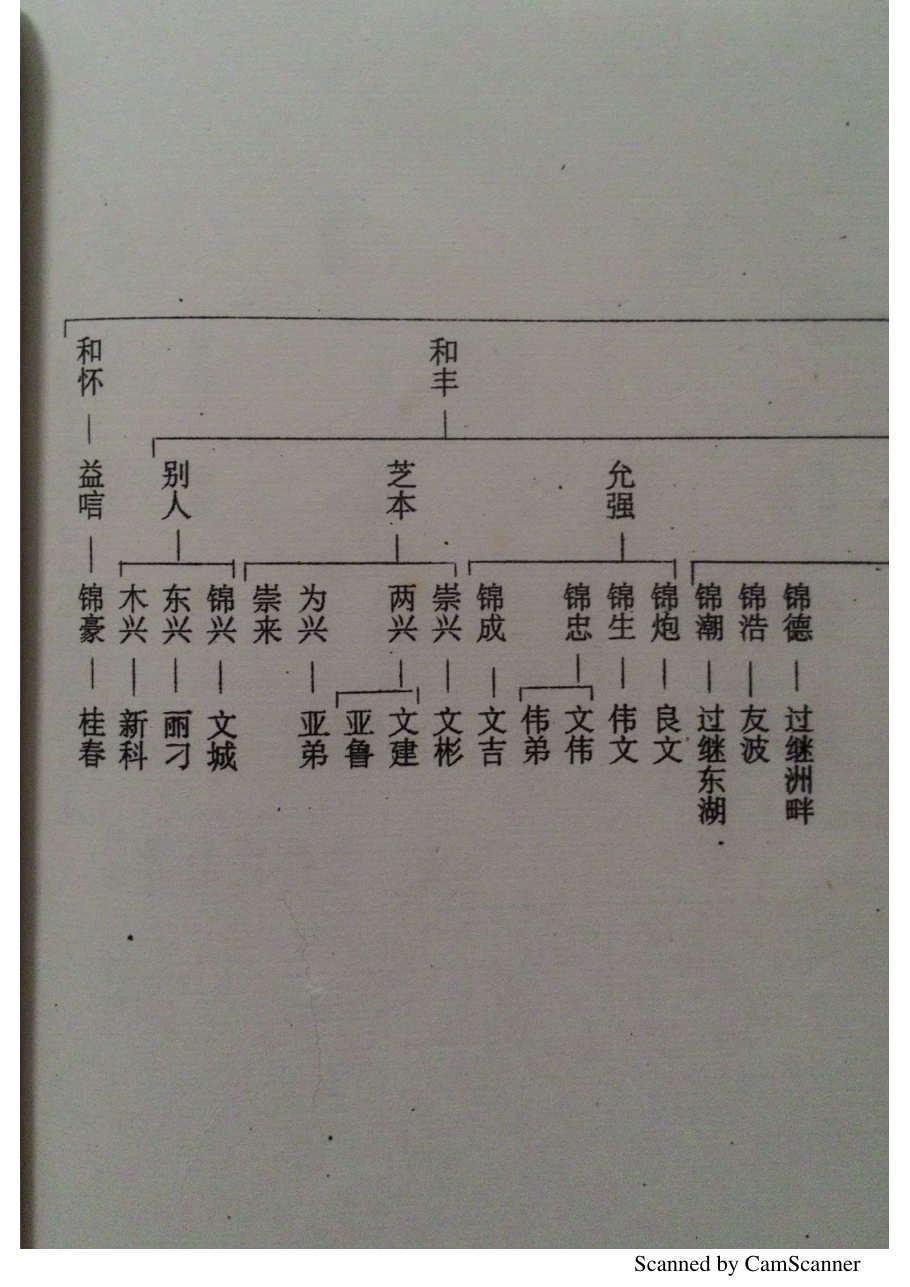 和丰
和怀
允强
芝本
别人
益唁
锦德
锦浩
锦潮
锦炮
锦生
锦忠
锦成
崇兴
两兴
为兴
崇来
锦兴
东兴
木兴
锦豪
过继洲畔
友波
过继东湖
良文
伟文
文伟
伟弟
文吉
文彬
文建
亚鲁
亚弟
文城
丽刁
新科
桂春
Scanned by CamScanner